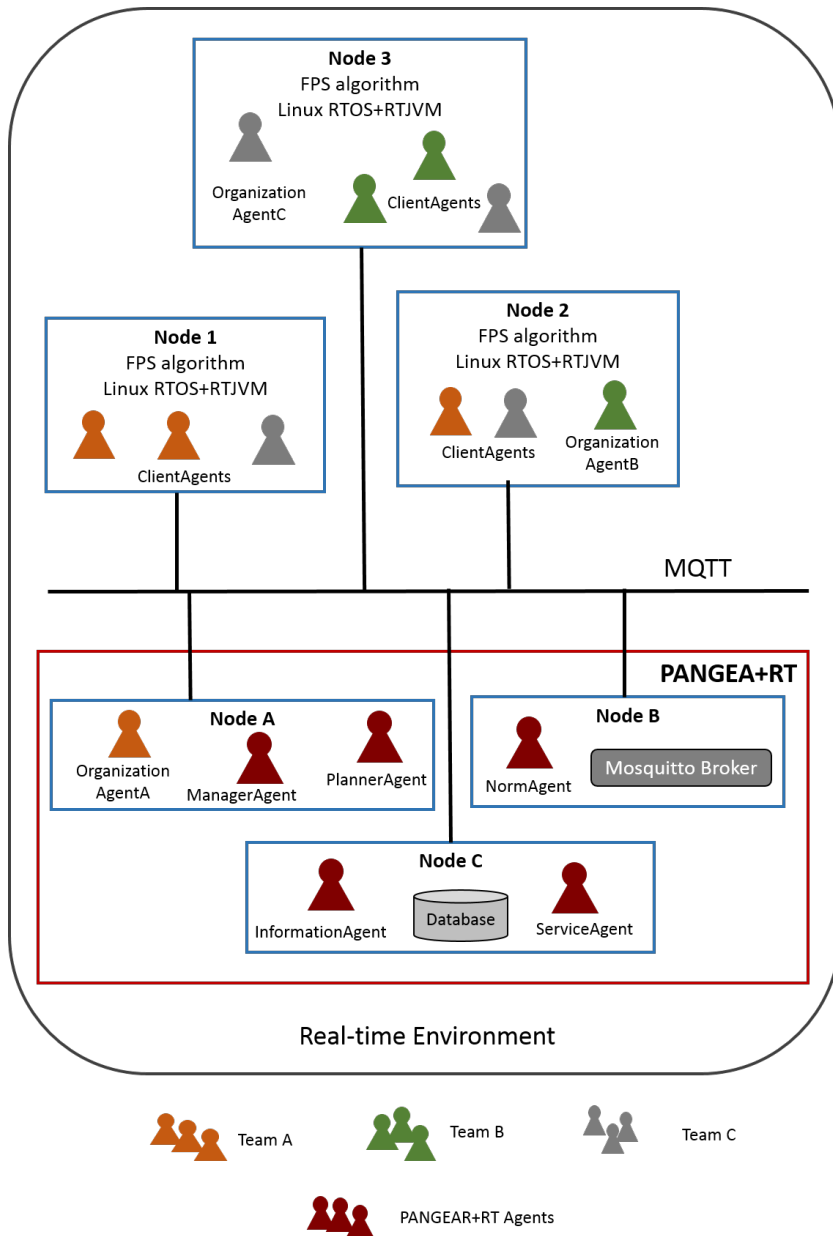 Node 3
FPS algorithm
Linux RTOS+RTJVM
Organization
AgentC
ClientAgents
Node 1
FPS algorithm
Linux RTOS+RTJVM
ClientAgents
Node 2
FPS algorithm
Linux RTOS+RTJVM
ClientAgents
Organization
AgentB
MQTT
PANGEA+RT
Node A
Organization
AgentA
ManagerAgent
PlannerAgent
Node B
NormAgent
Mosquitto Broker
Node C
InformationAgent
Database
ServiceAgent
Real-time Environment
Team A
Team B
Team C
PANGEAR+RT Agents